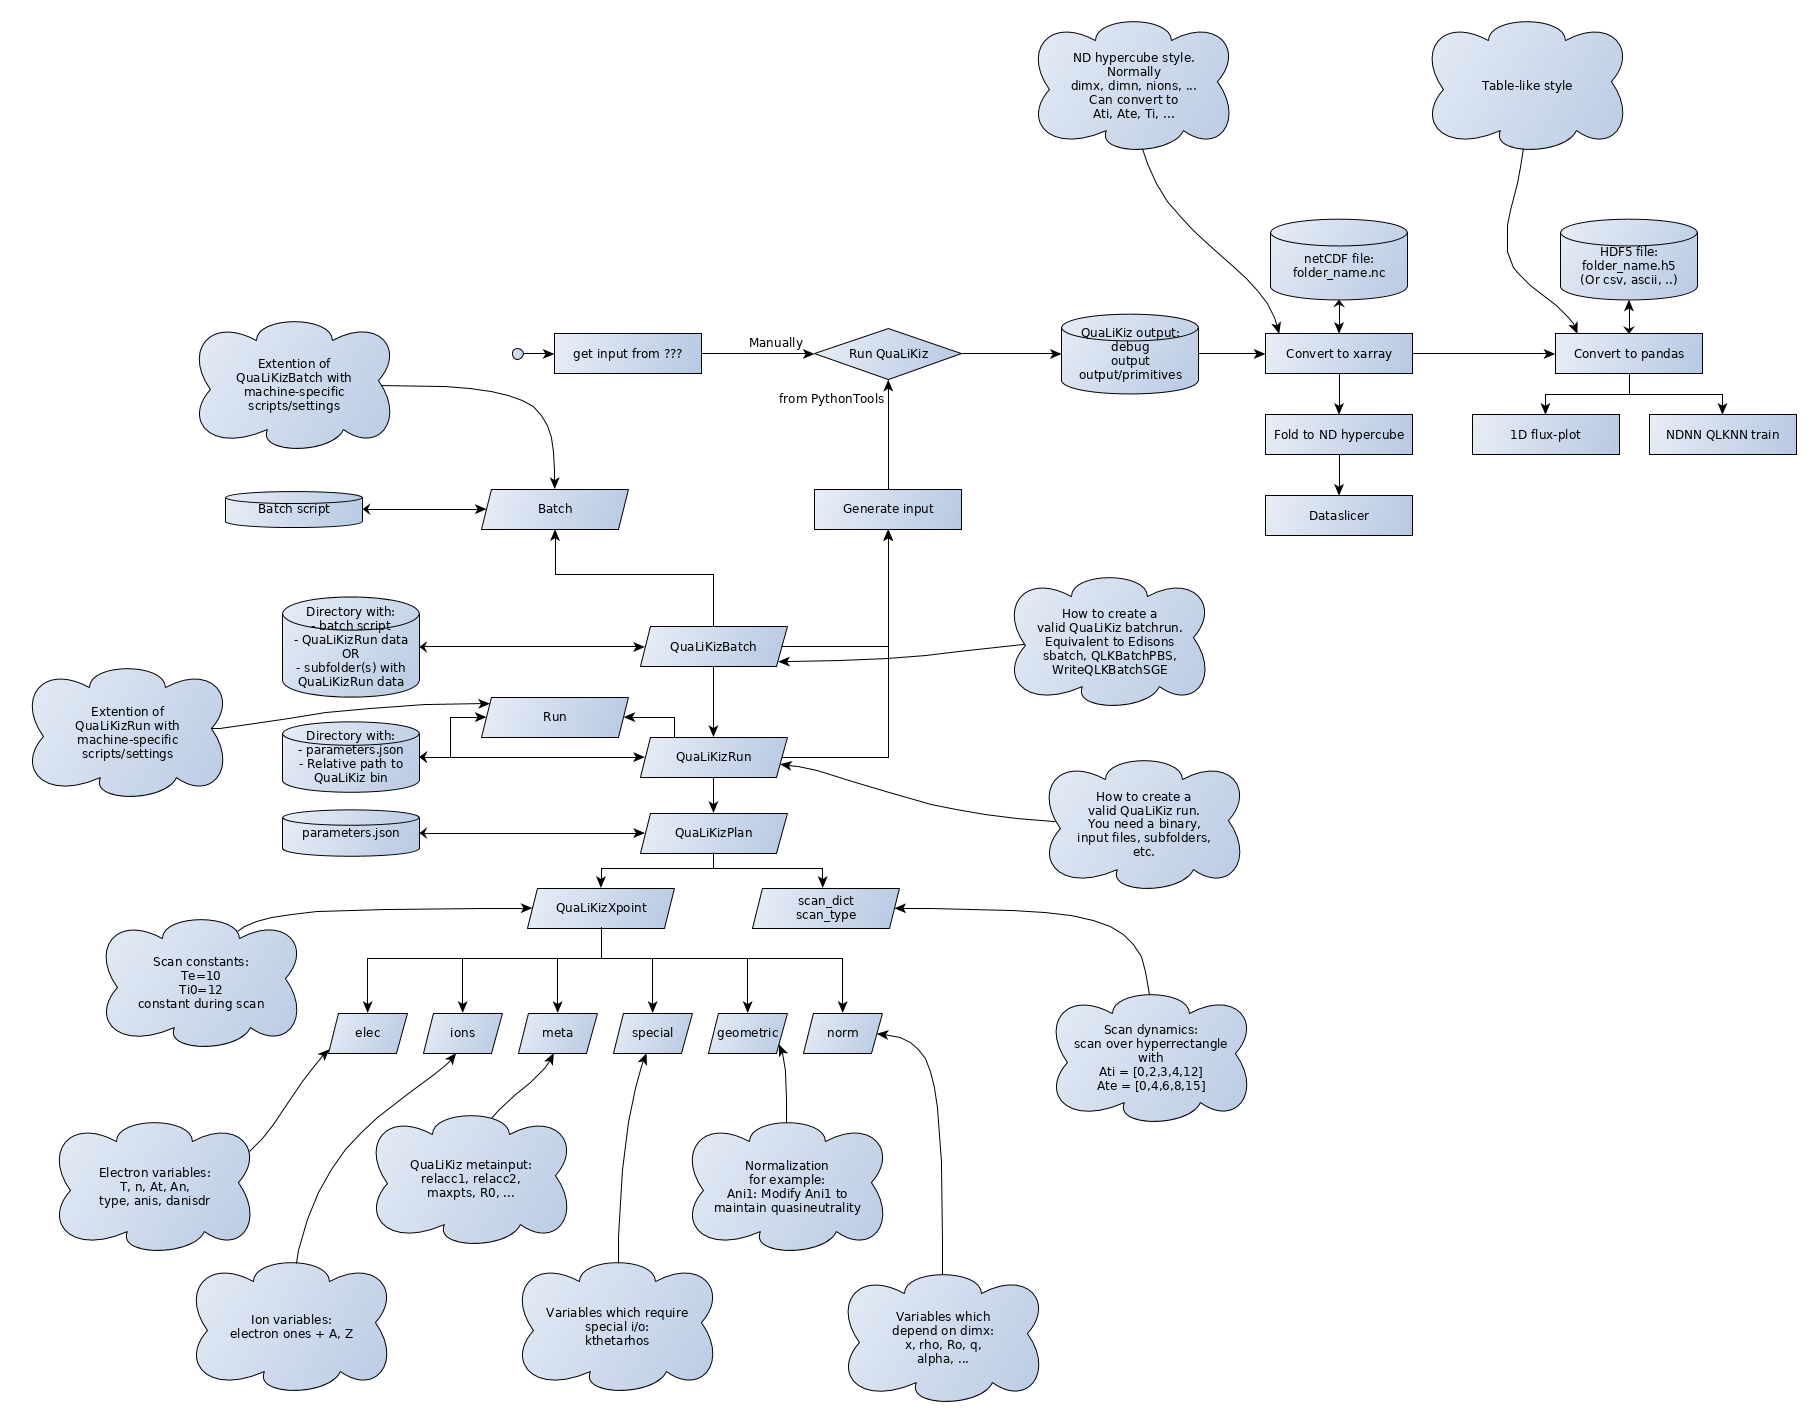 ND hypercube style.
Normally
dimx, dimn, nions, ...
Can convert to
Ati, Ate, Ti, ...
Table-like style
netCDF file:
folder_name.nc
HDF5 file:
folder_name.h5
(Or csv, ascii, ..)
Extention of
QuaLiKizBatch with
machine-specific
scripts/settings
get input from ???
Manually
Run QuaLiKiz
QuaLiKiz output:
debug
output
output/primitives
Convert to xarray
Convert to pandas
from PythonTools
Fold to ND hypercube
1D flux-plot
NDNN QLKNN train
Batch script
Batch
Generate input
Dataslicer
Directory with:
- batch script
- QuaLiKizRun data
OR
- subfolder(s) with
QuaLiKizRun data
QuaLiKizBatch
How to create a
valid QuaLiKiz batchrun.
Equivalent to Edisons
sbatch, QLKBatchPBS,
WriteQLKBatchSGE
Extention of
QuaLiKizRun with
machine-specific
scripts/settings
Run
Directory with:
- parameters.json
- Relative path to
QuaLiKiz bin
QuaLiKizRun
How to create a
valid QuaLiKiz run.
You need a binary,
input files, subfolders,
etc.
parameters.json
QuaLiKizPlan
QuaLiKizXpoint
scan_dict
scan_type
Scan constants:
Te=10
Ti0=12
constant during scan
elec
ions
meta
special
geometric
norm
Scan dynamics:
scan over hyperrectangle
with
Ati = [0,2,3,4,12]
Ate = [0,4,6,8,15]
Electron variables:
T, n, At, An,
type, anis, danisdr
QuaLiKiz metainput:
relacc1, relacc2,
maxpts, R0, ...
Normalization
for example:
Ani1: Modify Ani1 to
maintain quasineutrality
Ion variables:
electron ones + A, Z
Variables which require
special i/o:
kthetarhos
Variables which
depend on dimx:
x, rho, Ro, q,
alpha, ...